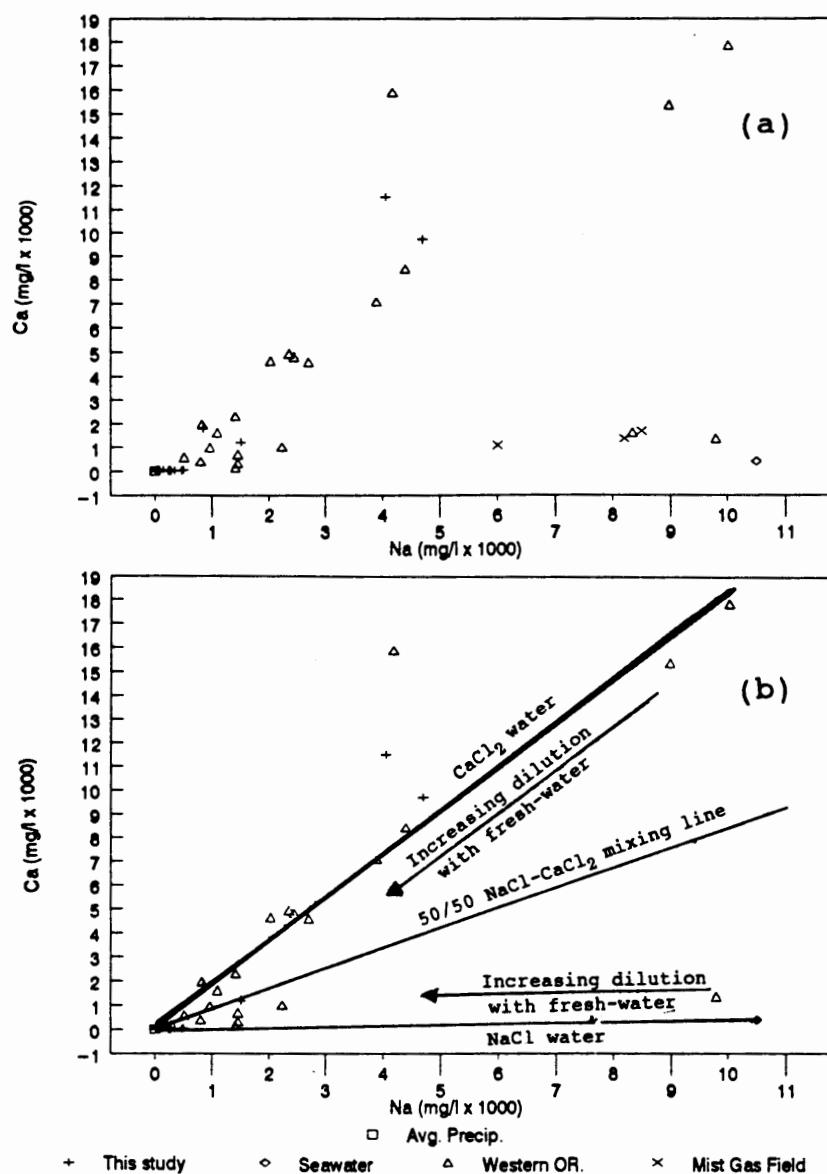 19
18
17
16
15
14
13
12
11
10
9
8
7
6
5
4
3
2
1
0
−1
Ca (mg/l x 1000)
(a)
0 1 2 3 4 5 6 7 8 9 10 11
Na (mg/l x 1000)
19
18
17
16
15
14
13
12
11
10
9
8
7
6
5
4
3
2
1
0
−1
Ca (mg/l x 1000)
(b)
CaCl2 water
Increasing dilution
with fresh-water
50/50 NaCl-CaCl2 mixing line
Increasing dilution
with fresh-water
NaCl water
0 1 2 3 4 5 6 7 8 9 10 11
Na (mg/l x 1000)
Avg. Precip.
This study Seawater Western OR. Mist Gas Field